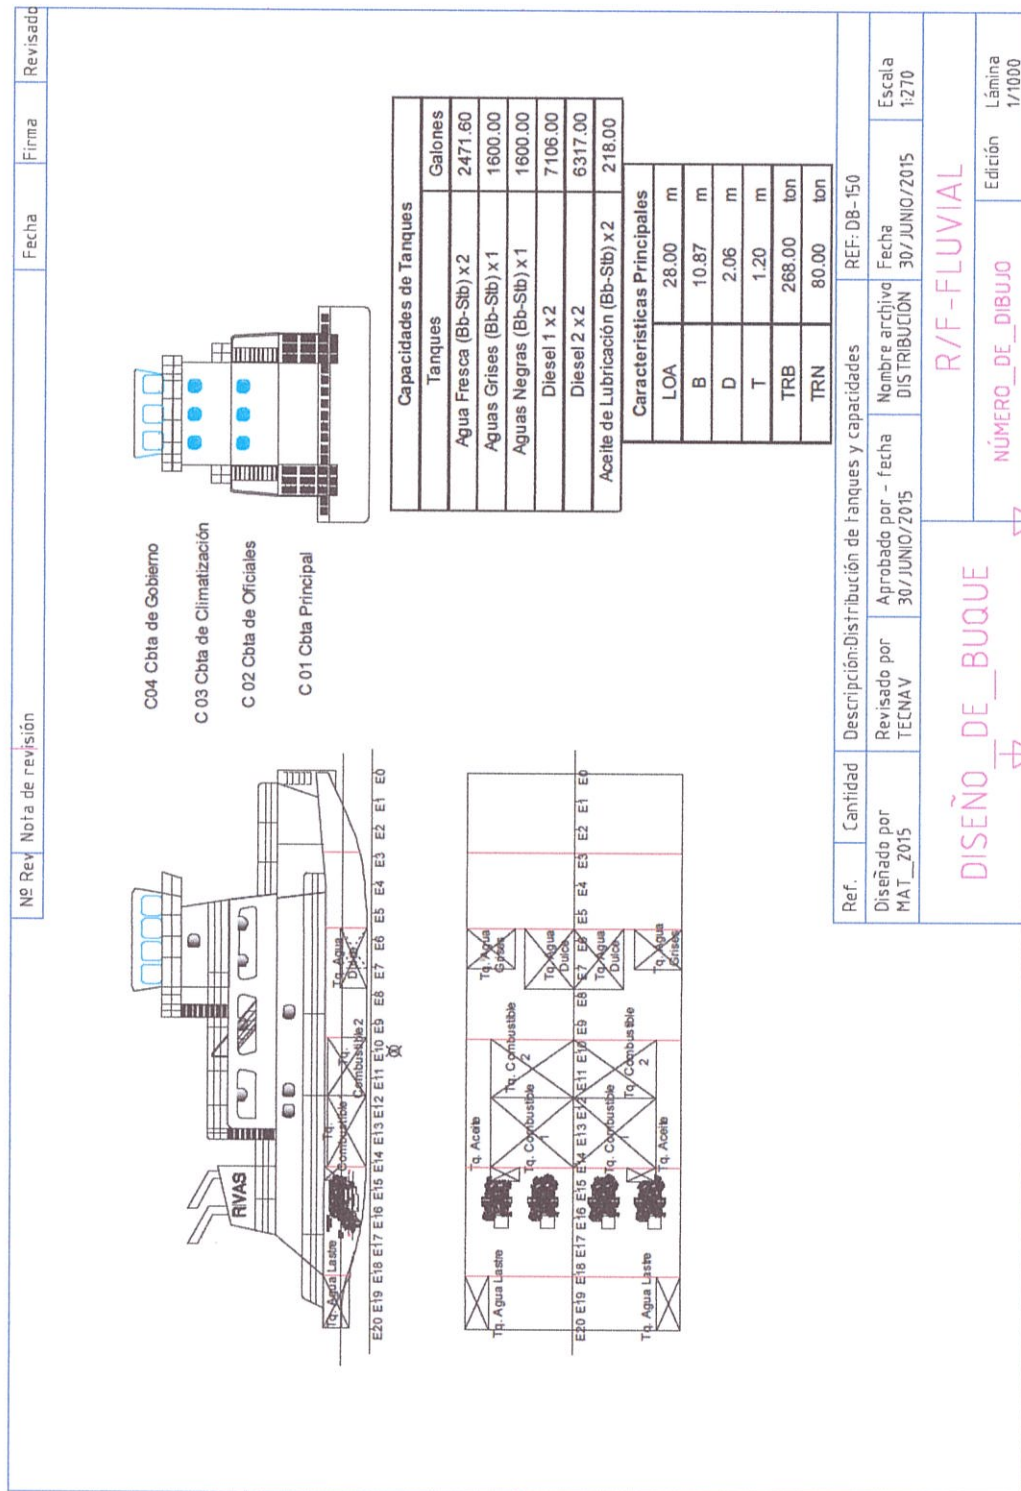 Nº Rev
Nota de revisión
Fecha
Firma
Revisado
C04 Cbta de Gobierno
C 03 Cbta de Climatización
C 02 Cbta de Oficiales
C 01 Cbta Principal
RIVAS
Tq. Agua Lastre
Tq.
Combustible
Tq.
Combustible2
Tq. Agua
Dulce
E20 E19 E18 E17 E16 E15 E14 E13 E12 E11 E10 E9 E8 E7 E6 E5 E4 E3 E2 E1 E0
Tq. Agua Lastre
Tq. Aceite
Tq. Combustible
1
Tq. Combustible
2
Tq. Agua
Grises
Tq. Agua
Dulce
E20 E19 E18 E17 E16 E15 E14 E13 E12 E11 E10 E9 E8 E7 E6 E5 E4 E3 E2 E1 E0
Tq. Agua
Dulce
Tq. Agua
Grises
Tq. Combustible
1
Tq. Combustible
2
Tq. Aceite
Tq. Agua Lastre
Capacidades de Tanques
Tanques Galones
Agua Fresca (Bb-Stb) x 2 2471.60
Aguas Grises (Bb-Stb) x 1 1600.00
Aguas Negras (Bb-Stb) x 1 1600.00
Diesel 1 x 2 7106.00
Diesel 2 x 2 6317.00
Aceite de Lubricación (Bb-Stb) x 2 218.00
Caracteristicas Principales
LOA 28.00 m
B 10.87 m
D 2.06 m
T 1.20 m
TRB 268.00 ton
TRN 80.00 ton
Ref. Cantidad Descripción:Distribución de tanques y capacidades REF: DB-150
Diseñado por
MAT__2015
Revisado por
TECNAV
Aprobado por - fecha
30/JUNIO/2015
Nombre archivo
DISTRIBUCIÓN
Fecha
30/JUNIO/2015
Escala
1:270
DISEÑO__DE__BUQUE
R/F-FLUVIAL
NÚMERO__DE__DIBUJO
Edición
Lámina
1/1000